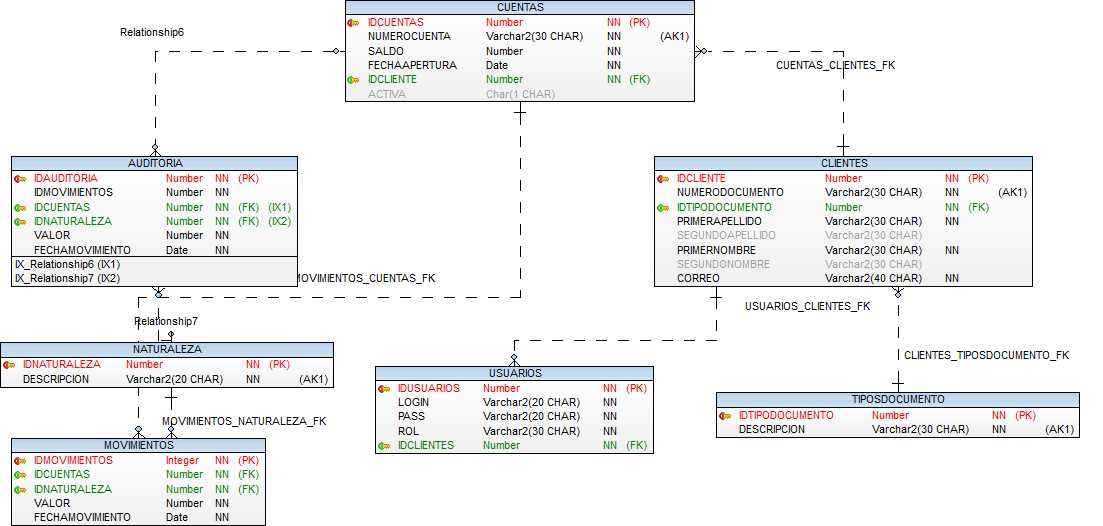 CUENTAS
IDCUENTAS Number NN (PK)
NUMEROCUENTA Varchar2(30 CHAR) NN (AK1)
SALDO Number NN
FECHAAPERTURA Date NN
IDCLIENTE Number NN (FK)
ACTIVA Char(1 CHAR)
Relationship6
CUENTAS_CLIENTES_FK
AUDITORIA
IDAUDITORIA Number NN (PK)
IDMOVIMIENTOS Number NN
IDCUENTAS Number NN (FK) (IX1)
IDNATURALEZA Number NN (FK) (IX2)
VALOR Number NN
FECHAMOVIMIENTO Date NN
IX_Relationship6 (IX1)
IX_Relationship7 (IX2)
CLIENTES
IDCLIENTE Number NN (PK)
NUMERODOCUMENTO Varchar2(30 CHAR) NN (AK1)
IDTIPODOCUMENTO Number NN (FK)
PRIMERAPELLIDO Varchar2(30 CHAR) NN
SEGUNDOAPELLIDO Varchar2(30 CHAR)
PRIMERNOMBRE Varchar2(30 CHAR) NN
SEGUNDONOMBRE Varchar2(30 CHAR)
CORREO Varchar2(40 CHAR) NN
MOVIMIENTOS_CUENTAS_FK
USUARIOS_CLIENTES_FK
Relationship7
CLIENTES_TIPOSDOCUMENTO_FK
NATURALEZA
IDNATURALEZA Number NN (PK)
DESCRIPCION Varchar2(20 CHAR) NN (AK1)
MOVIMIENTOS_NATURALEZA_FK
USUARIOS
IDUSUARIOS Number NN (PK)
LOGIN Varchar2(20 CHAR) NN
PASS Varchar2(20 CHAR) NN
ROL Varchar2(30 CHAR) NN
IDCLIENTES Number NN (FK)
TIPOSDOCUMENTO
IDTIPODOCUMENTO Number NN (PK)
DESCRIPCION Varchar2(30 CHAR) NN (AK1)
MOVIMIENTOS
IDMOVIMIENTOS Integer NN (PK)
IDCUENTAS Number NN (FK)
IDNATURALEZA Number NN (FK)
VALOR Number NN
FECHAMOVIMIENTO Date NN